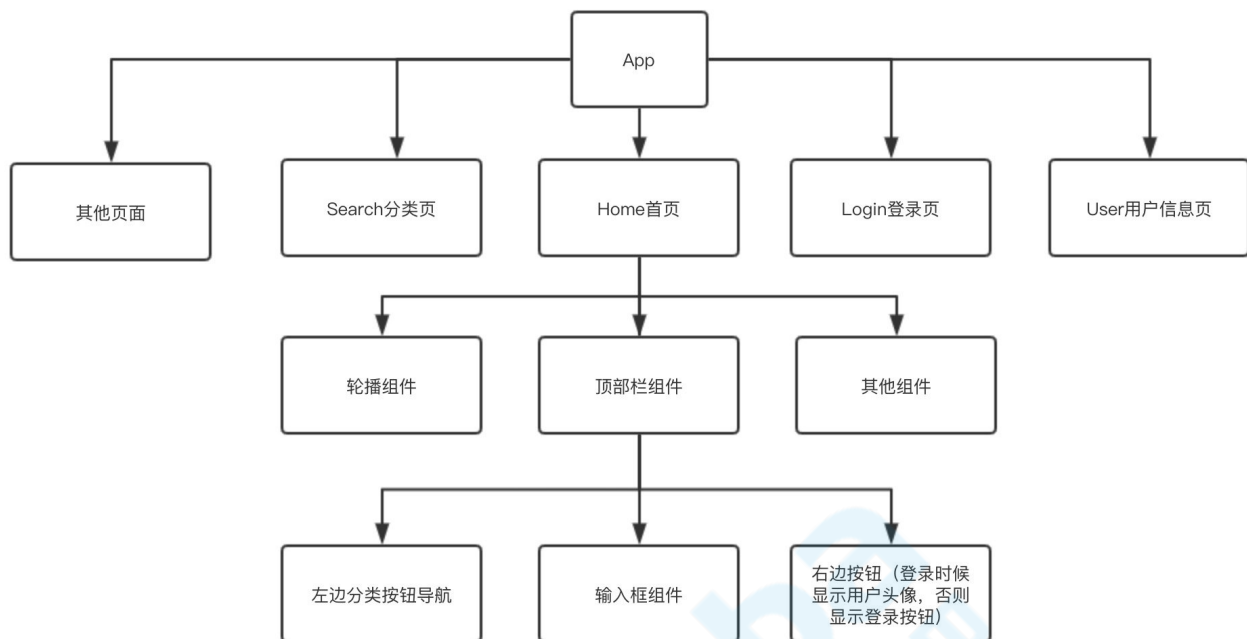 App
其他页面
Search分类页
Home首页
Login登录页
User用户信息页
轮播组件
顶部栏组件
其他组件
左边分类按钮导航
输入框组件
右边按钮（登录时候
显示用户头像，否则
显示登录按钮）